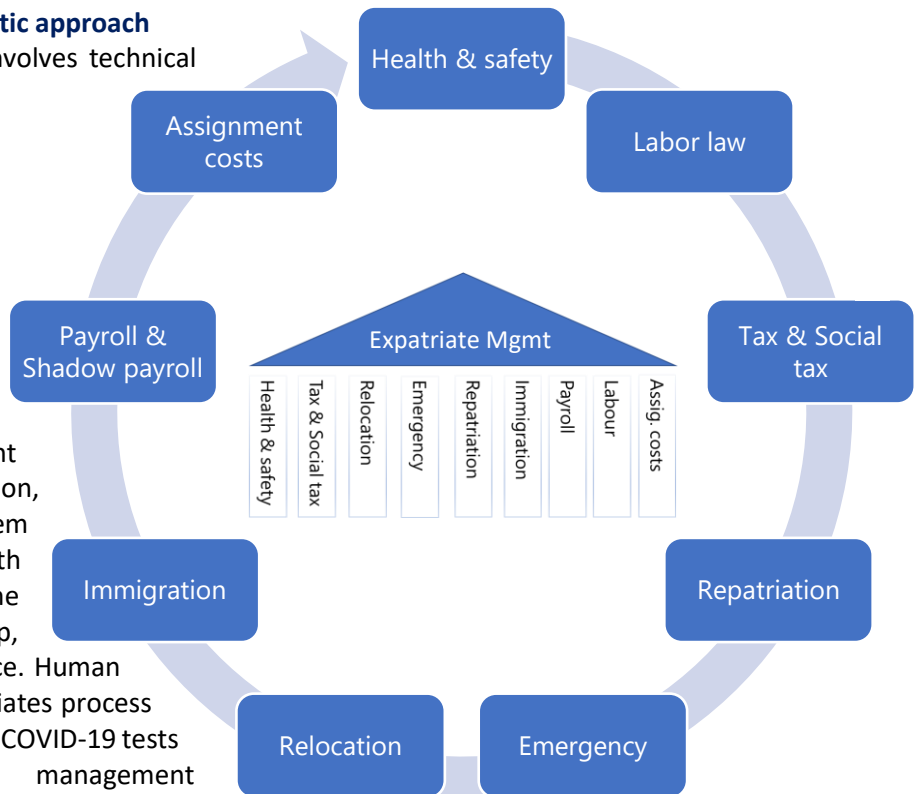 tic approach
nvolves technical
Health & safety
Labor law
Tax & Social
tax
Repatriation
Emergency
Relocation
Immigration
Payroll &
Shadow payroll
Assignment
costs
Expatriate Mgmt
Health & safety
Tax & Social tax
Relocation
Emergency
Repatriation
Immigration
Payroll
Labour
Assig. costs
nt
on,
em
th
ne
p,
ce. Human
iates process
COVID-19 tests
management